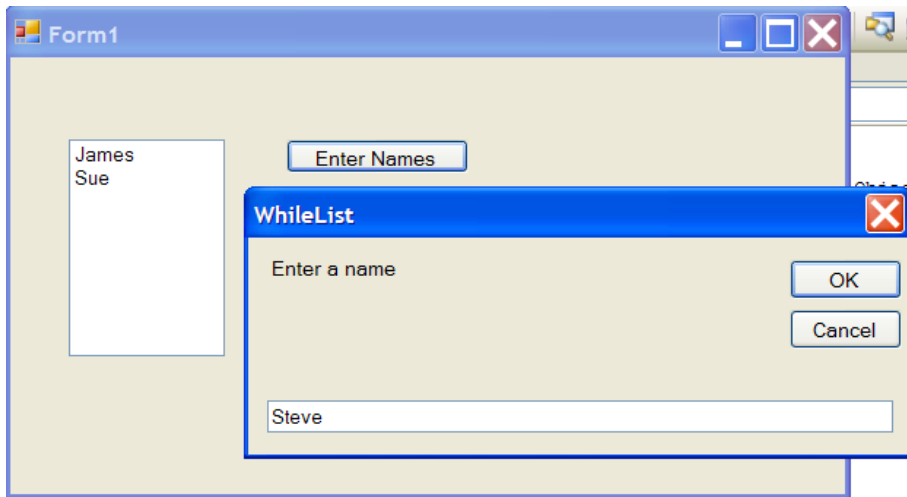 Form1
James
Sue
Enter Names
WhileList
Enter a name
OK
Cancel
Steve